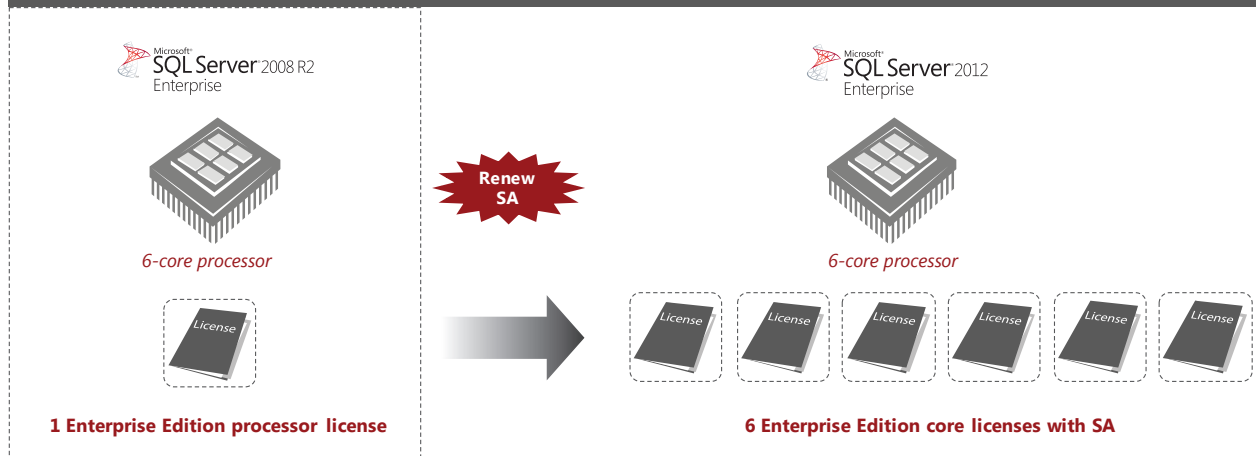 Microsoft®
SQL Server® 2008 R2
Enterprise
6-core processor
License
1 Enterprise Edition processor license
Renew
SA
Microsoft®
SQL Server® 2012
Enterprise
6-core processor
License
License
License
License
License
License
6 Enterprise Edition core licenses with SA